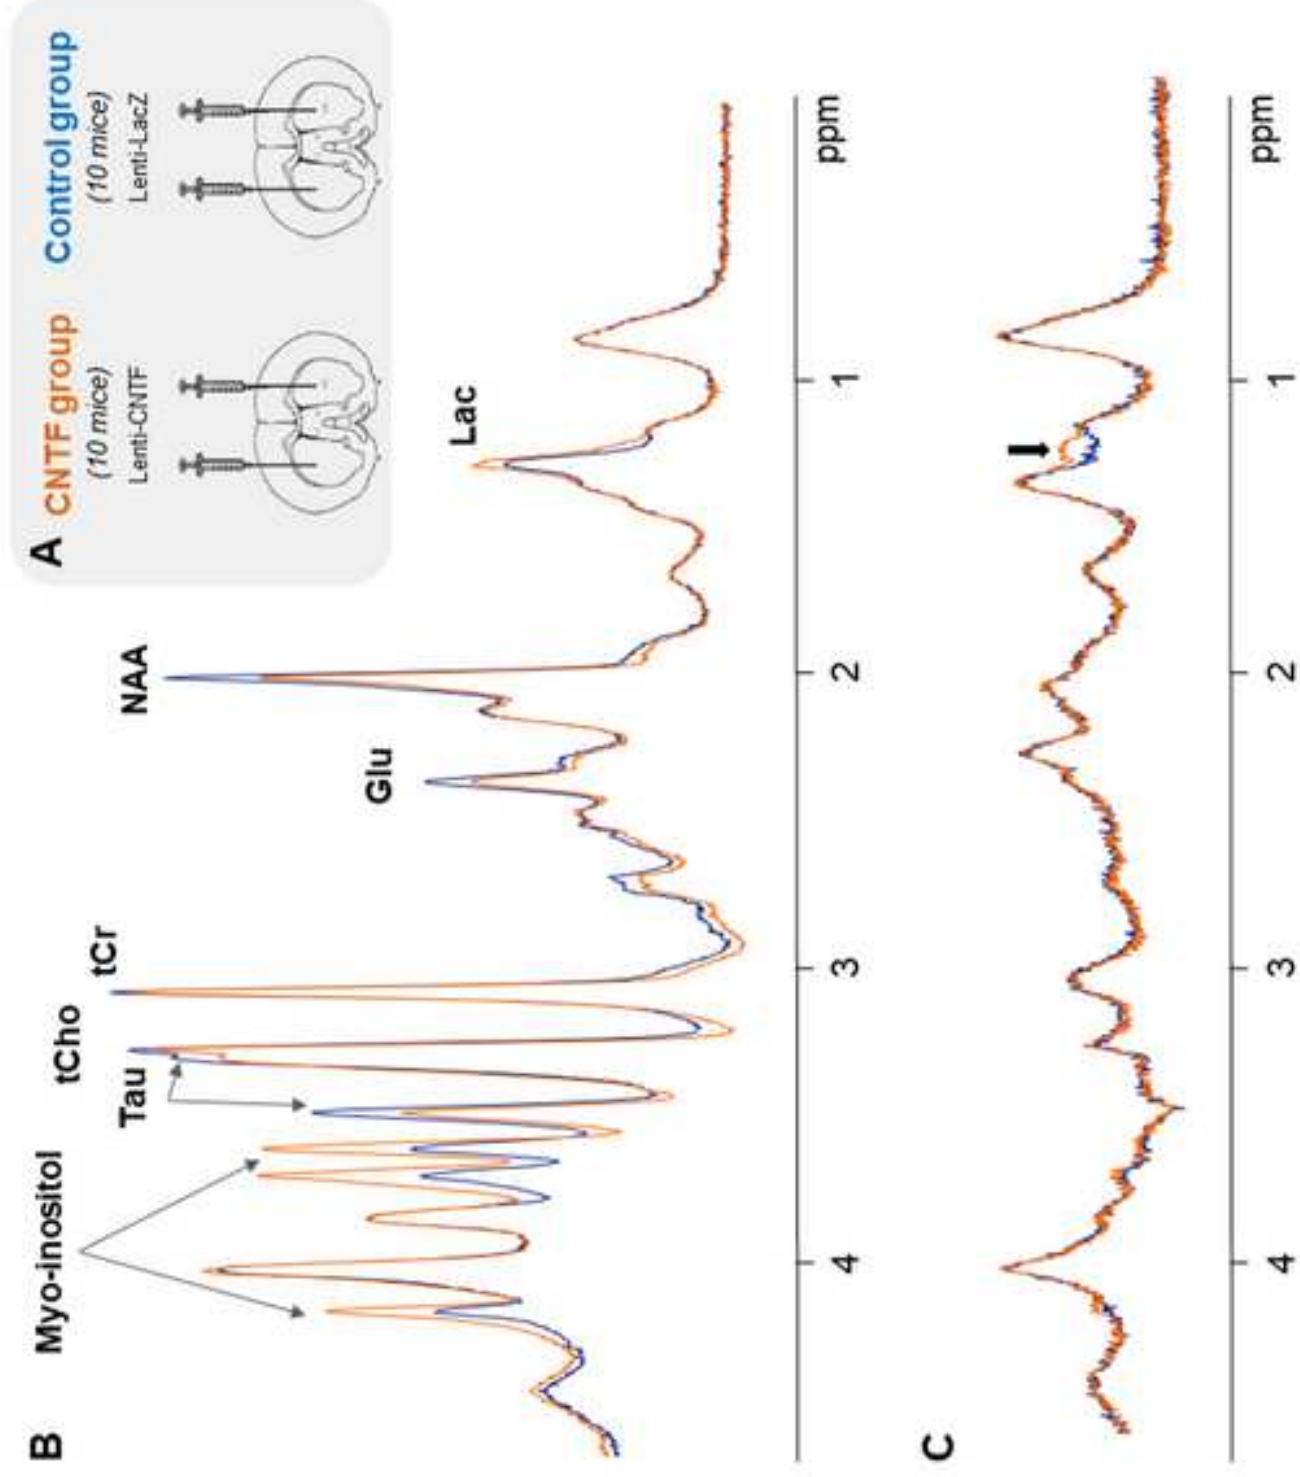 A
CNTF group
(10 mice)
Lenti-CNTF
Control group
(10 mice)
Lenti-LacZ
B
Myo-inositol
Tau
tCho
tCr
Glu
NAA
Lac
4
3
2
1
ppm
C
4
3
2
1
ppm